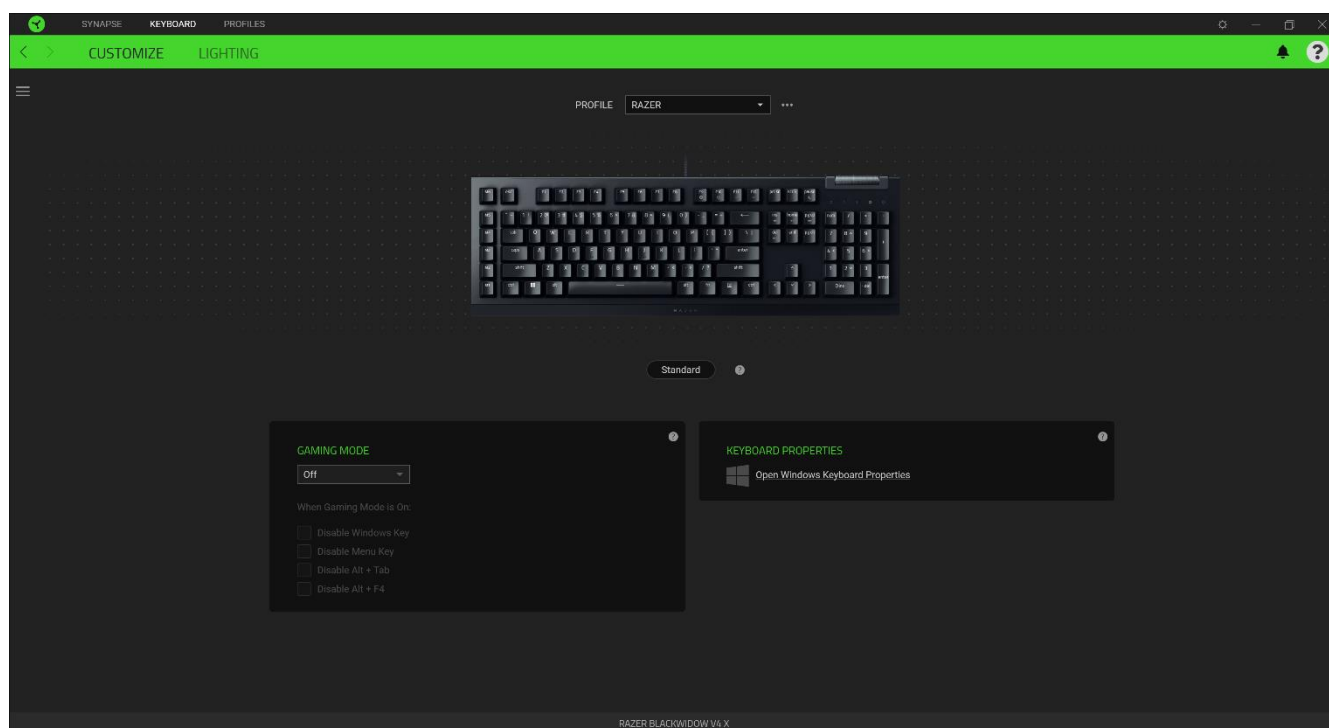 SYNAPSE KEYBOARD PROFILES
CUSTOMIZE LIGHTING
PROFILE RAZER
Standard
GAMING MODE
Off
When Gaming Mode is On:
Disable Windows Key
Disable Menu Key
Disable Alt + Tab
Disable Alt + F4
KEYBOARD PROPERTIES
Open Windows Keyboard Properties
RAZER BLACKWIDOW V4 X